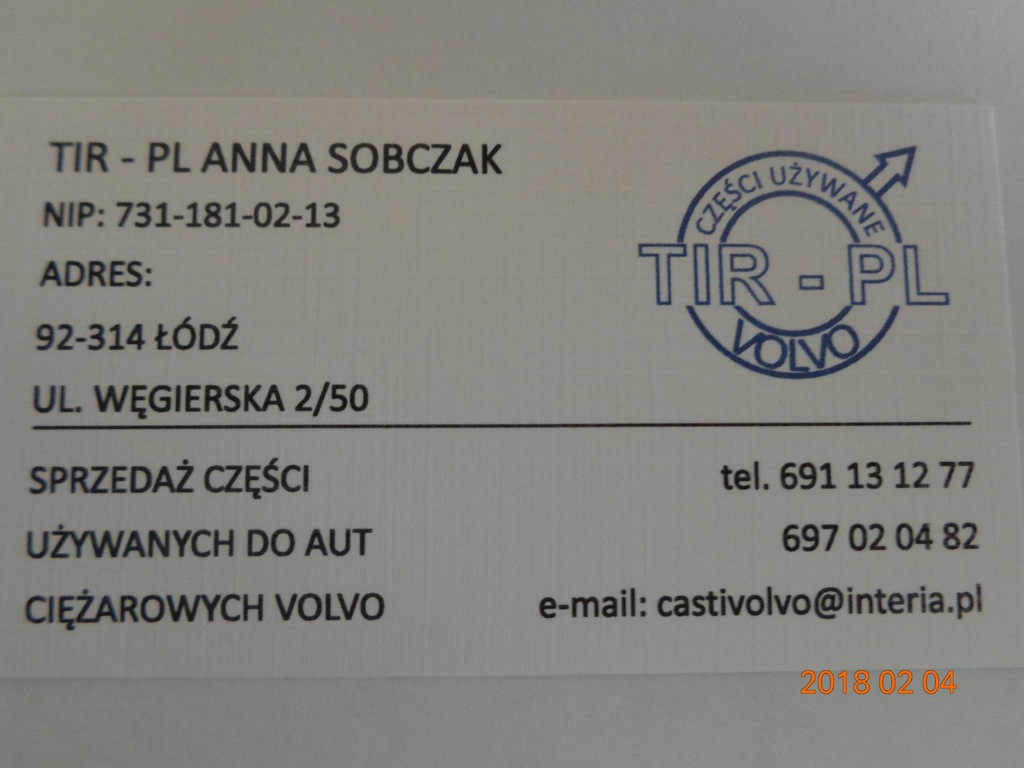 TIR - PL ANNA SOBCZAK
NIP: 731-181-02-13
ADRES:
92-314 ŁÓDŹ
UL. WĘGIERSKA 2/50
CZĘŚCI UŻYWANE
TIR - PL
VOLVO
SPRZEDAŻ CZĘŚCI
UŻYWANYCH DO AUT
CIĘŻAROWYCH VOLVO
tel. 691 13 12 77
697 02 04 82
e-mail: castivolvo@interia.pl
2018 02 04